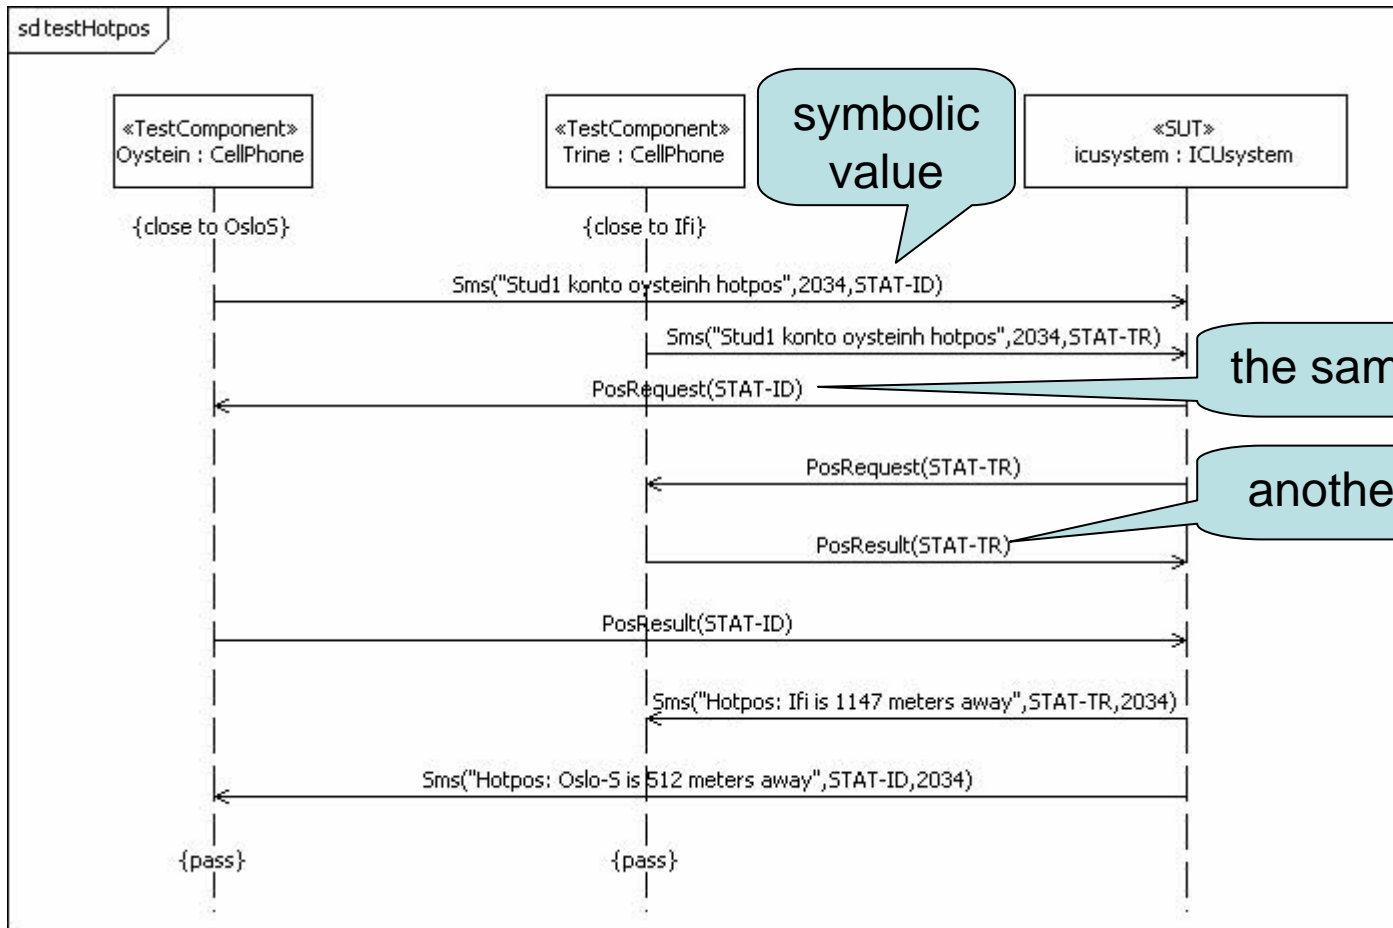 sd testHotpos
symbolic
value
«TestComponent»
Oystein : CellPhone
«TestComponent»
Trine : CellPhone
«SUT»
icusystem : ICUsystem
{close to OsloS}
{close to Ifi}
Sms("Stud1 konto oysteinh hotpos",2034,STAT-ID)
Sms("Stud1 konto oysteinh hotpos",2034,STAT-TR)
the sam
PosRequest(STAT-ID)
PosRequest(STAT-TR)
anothe
PosResult(STAT-TR)
PosResult(STAT-ID)
Sms("Hotpos: Ifi is 1147 meters away",STAT-TR,2034)
Sms("Hotpos: Oslo-S is 512 meters away",STAT-ID,2034)
{pass}
{pass}